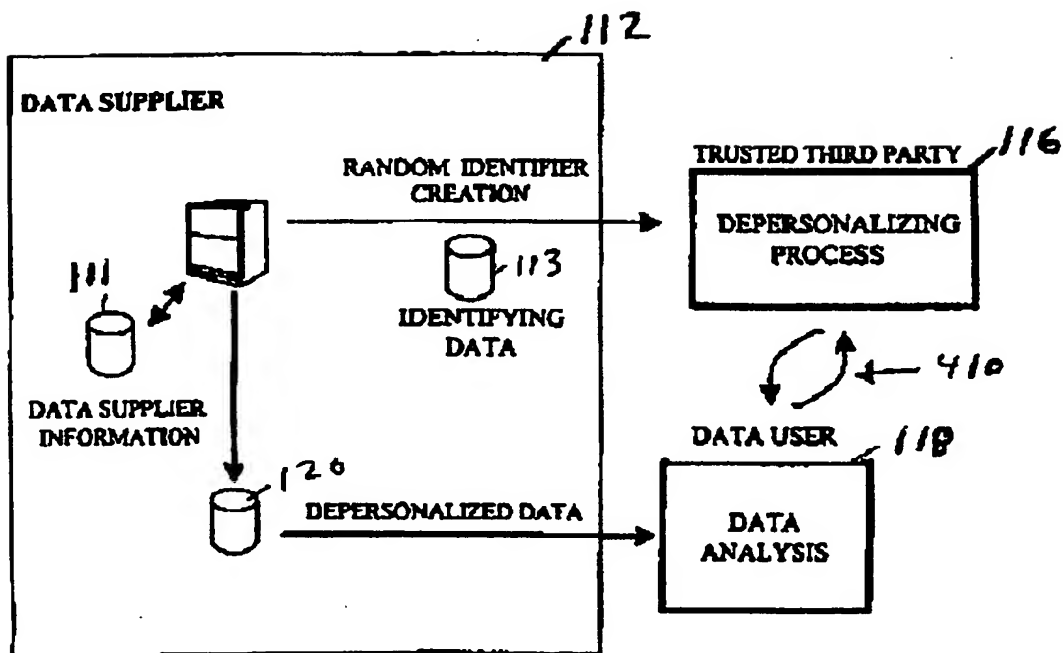 112
DATA SUPPLIER
RANDOM IDENTIFIER
CREATION
TRUSTED THIRD PARTY
116
DEPERSONALIZING
PROCESS
111
113
IDENTIFYING
DATA
410
DATA SUPPLIER
INFORMATION
DATA USER
118
120
DEPERSONALIZED DATA
DATA
ANALYSIS